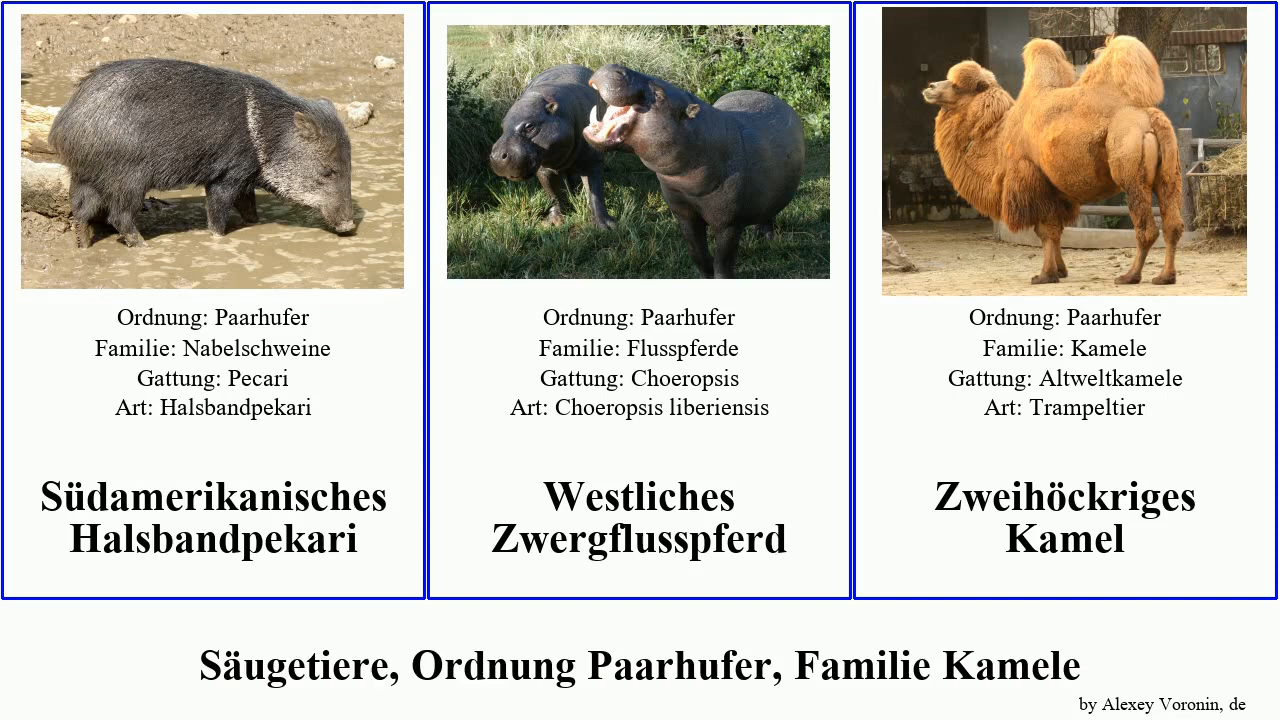 Ordnung: Paarhufer
Familie: Nabelschweine
Gattung: Pecari
Art: Halsbandpekari
Südamerikanisches
Halsbandpekari
Ordnung: Paarhufer
Familie: Flusspferde
Gattung: Choeropsis
Art: Choeropsis liberiensis
Westliches
Zwergflusspferd
Ordnung: Paarhufer
Familie: Kamele
Gattung: Altweltkamele
Art: Trampeltier
Zweihöckriges
Kamel
Säugetiere, Ordnung Paarhufer, Familie Kamele
by Alexey Voronin, de